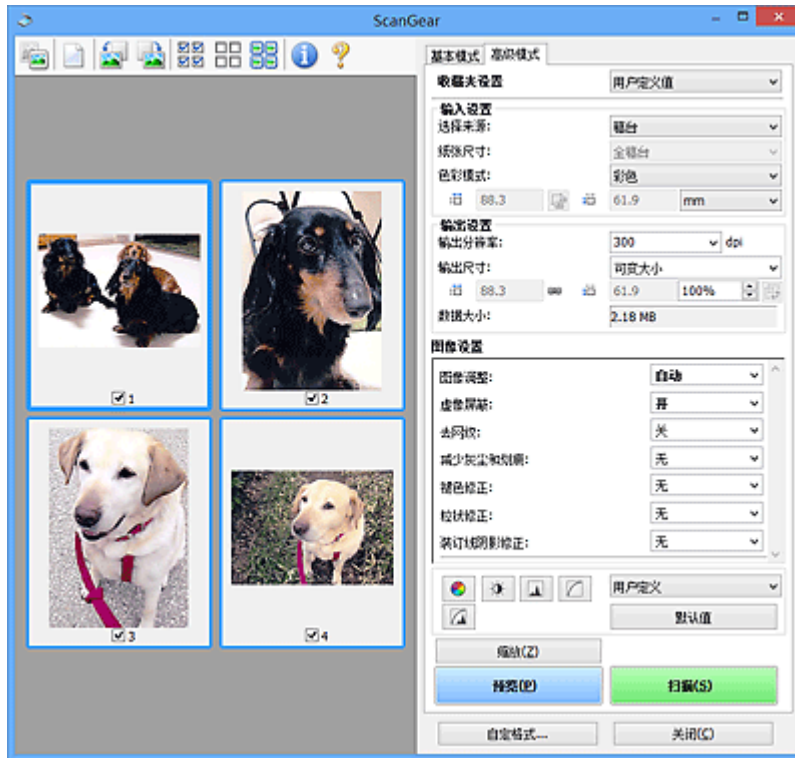 ScanGear
基本模式 高级模式
收藏夹设置 用户定义值
输入设置
选择来源: 稿台
纸张尺寸: 全稿台
色彩模式: 彩色
88.3 61.9 mm
输出设置
输出分辨率: 300 dpi
输出尺寸: 可变大小
88.3 61.9 100%
数据大小: 2.18 MB
图像设置
图像调整: 自动
虚像屏蔽: 开
去网纹: 关
减少灰尘和划痕: 无
褪色修正: 无
粒状修正: 无
装订线阴影修正: 无
1
2
3
4
用户定义
默认值
缩放(Z)
预览(P) 扫描(S)
自定格式... 关闭(C)